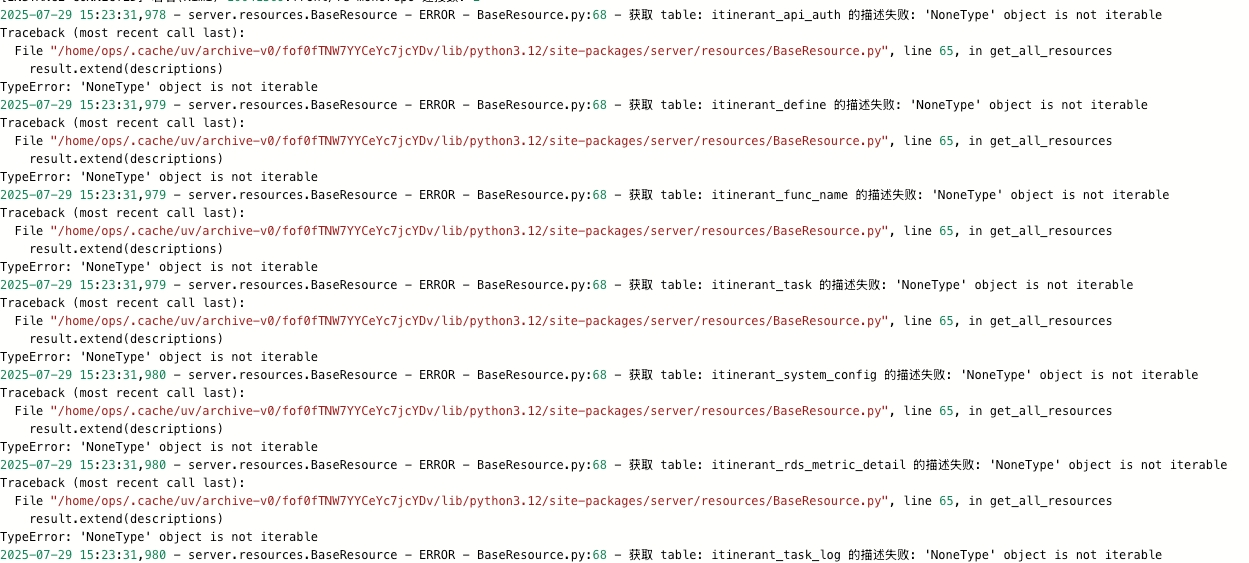 2025-07-29 15:23:31,978 - server.resources.BaseResource - ERROR - BaseResource.py:68 - 获取 table: itinerant_api_auth 的描述失败: 'NoneType' object is not iterable
Traceback (most recent call last):
  File "/home/ops/.cache/uv/archive-v0/fof0fTNW7YYCeYc7jcYDv/lib/python3.12/site-packages/server/resources/BaseResource.py", line 65, in get_all_resources
    result.extend(descriptions)
TypeError: 'NoneType' object is not iterable
2025-07-29 15:23:31,979 - server.resources.BaseResource - ERROR - BaseResource.py:68 - 获取 table: itinerant_define 的描述失败: 'NoneType' object is not iterable
Traceback (most recent call last):
  File "/home/ops/.cache/uv/archive-v0/fof0fTNW7YYCeYc7jcYDv/lib/python3.12/site-packages/server/resources/BaseResource.py", line 65, in get_all_resources
    result.extend(descriptions)
TypeError: 'NoneType' object is not iterable
2025-07-29 15:23:31,979 - server.resources.BaseResource - ERROR - BaseResource.py:68 - 获取 table: itinerant_func_name 的描述失败: 'NoneType' object is not iterable
Traceback (most recent call last):
  File "/home/ops/.cache/uv/archive-v0/fof0fTNW7YYCeYc7jcYDv/lib/python3.12/site-packages/server/resources/BaseResource.py", line 65, in get_all_resources
    result.extend(descriptions)
TypeError: 'NoneType' object is not iterable
2025-07-29 15:23:31,979 - server.resources.BaseResource - ERROR - BaseResource.py:68 - 获取 table: itinerant_task 的描述失败: 'NoneType' object is not iterable
Traceback (most recent call last):
  File "/home/ops/.cache/uv/archive-v0/fof0fTNW7YYCeYc7jcYDv/lib/python3.12/site-packages/server/resources/BaseResource.py", line 65, in get_all_resources
    result.extend(descriptions)
TypeError: 'NoneType' object is not iterable
2025-07-29 15:23:31,980 - server.resources.BaseResource - ERROR - BaseResource.py:68 - 获取 table: itinerant_system_config 的描述失败: 'NoneType' object is not iterable
Traceback (most recent call last):
  File "/home/ops/.cache/uv/archive-v0/fof0fTNW7YYCeYc7jcYDv/lib/python3.12/site-packages/server/resources/BaseResource.py", line 65, in get_all_resources
    result.extend(descriptions)
TypeError: 'NoneType' object is not iterable
2025-07-29 15:23:31,980 - server.resources.BaseResource - ERROR - BaseResource.py:68 - 获取 table: itinerant_rds_metric_detail 的描述失败: 'NoneType' object is not iterable
Traceback (most recent call last):
  File "/home/ops/.cache/uv/archive-v0/fof0fTNW7YYCeYc7jcYDv/lib/python3.12/site-packages/server/resources/BaseResource.py", line 65, in get_all_resources
    result.extend(descriptions)
TypeError: 'NoneType' object is not iterable
2025-07-29 15:23:31,980 - server.resources.BaseResource - ERROR - BaseResource.py:68 - 获取 table: itinerant_task_log 的描述失败: 'NoneType' object is not iterable